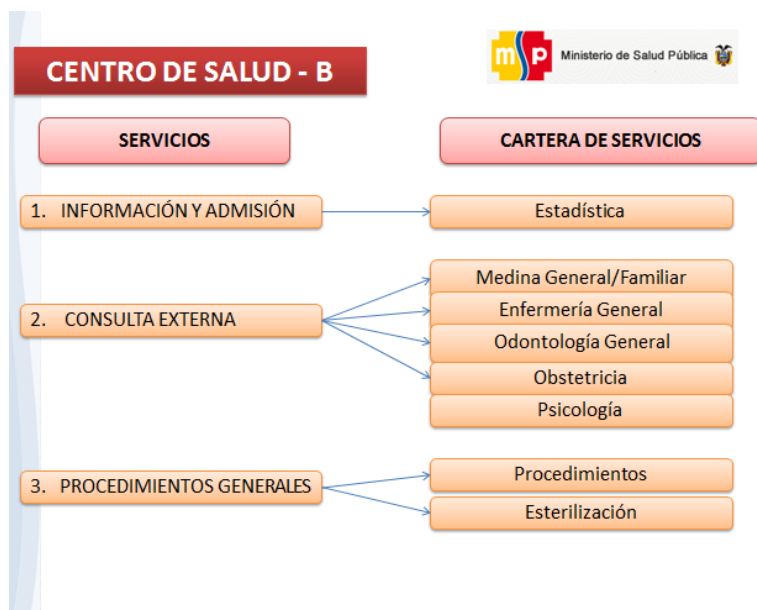 msp Ministerio de Salud Pública
CENTRO DE SALUD - B
SERVICIOS
CARTERA DE SERVICIOS
1. INFORMACIÓN Y ADMISIÓN
Estadística
2. CONSULTA EXTERNA
Medina General/Familiar
Enfermería General
Odontología General
Obstetricia
Psicología
3. PROCEDIMIENTOS GENERALES
Procedimientos
Esterilización